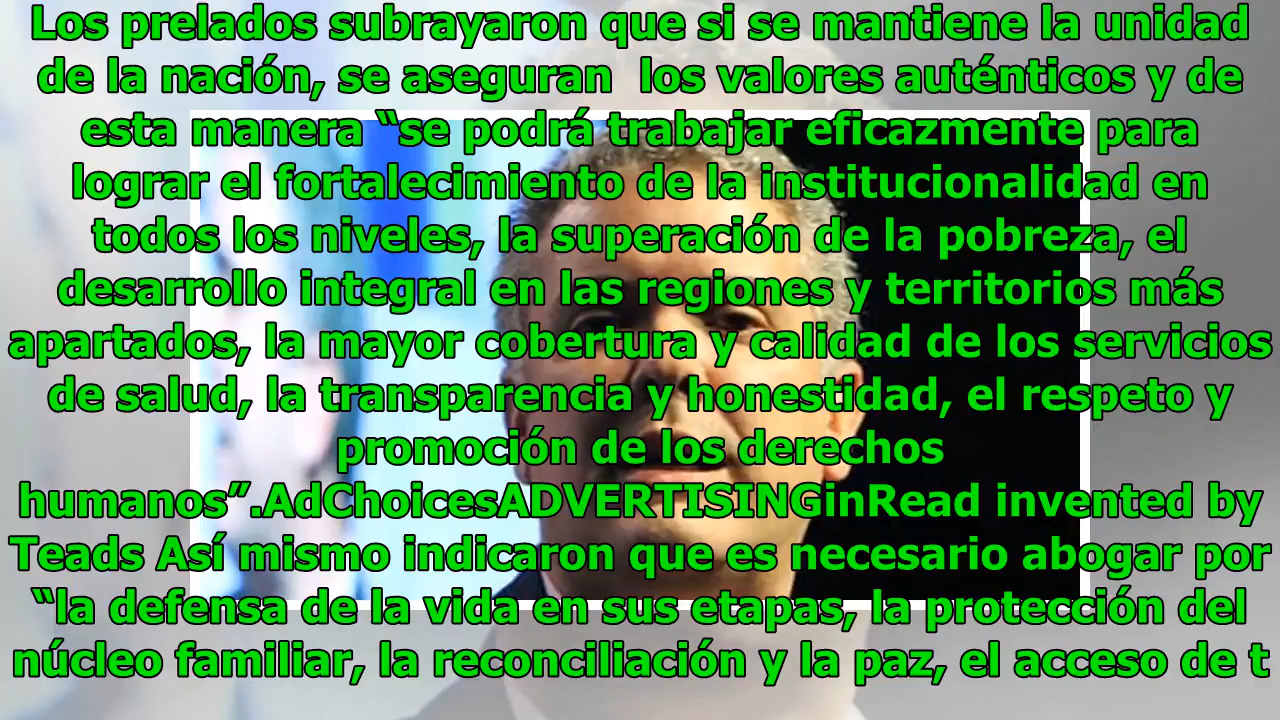 Los prelados subrayaron que si se mantiene la unidad
de la nación, se aseguran  los valores auténticos y de
esta manera “se podrá trabajar eficazmente para
lograr el fortalecimiento de la institucionalidad en
todos los niveles, la superación de la pobreza, el
desarrollo integral en las regiones y territorios más
apartados, la mayor cobertura y calidad de los servicios
de salud, la transparencia y honestidad, el respeto y
promoción de los derechos
humanos”.AdChoicesADVERTISINGinRead invented by
Teads Así mismo indicaron que es necesario abogar por
“la defensa de la vida en sus etapas, la protección del
núcleo familiar, la reconciliación y la paz, el acceso de t